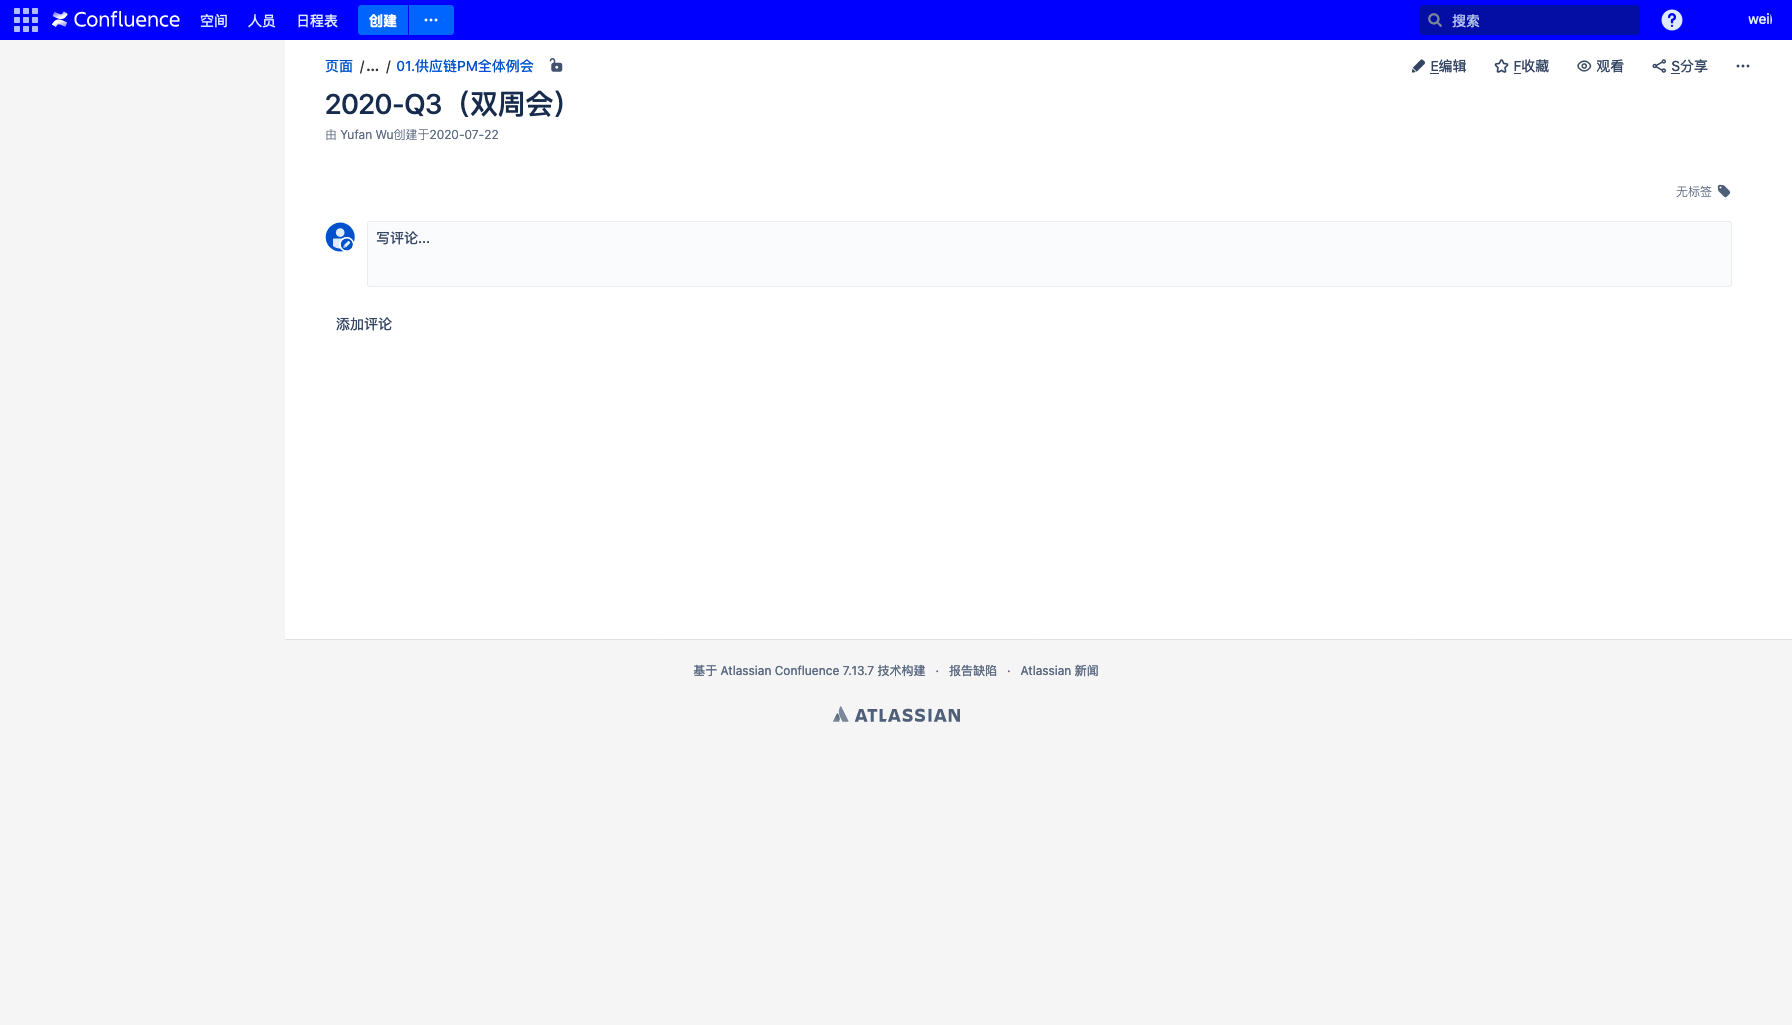 Confluence 空间 人员 日程表 创建 ··· 搜索 ?
页面 /... / 01.供应链PM全体例会 E编辑 F收藏 观看 S分享 ···
2020-Q3（双周会）
由 Yufan Wu创建于2020-07-22
无标签
写评论...
添加评论
基于 Atlassian Confluence 7.13.7 技术构建 · 报告缺陷 · Atlassian 新闻
ATLASSIAN